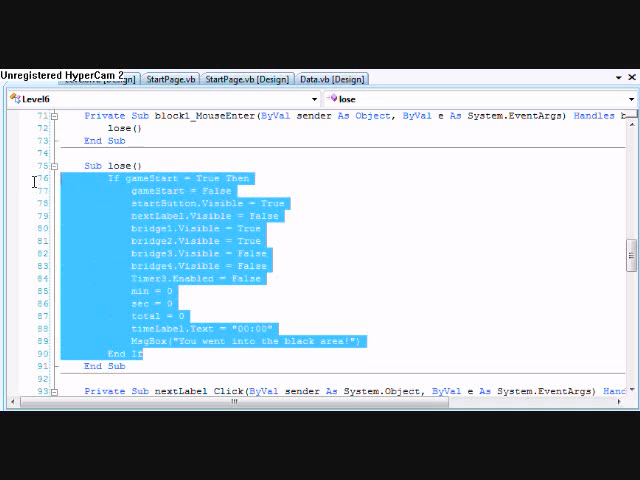 Unregistered HyperCam 2
[Design] StartPage.vb StartPage.vb [Design] Data.vb [Design]
Level6 lose
71 Private Sub block1_MouseEnter(ByVal sender As Object, ByVal e As System.EventArgs) Handles b
72 lose()
73 End Sub
74
75 Sub lose()
76 If gameStart = True Then
77 gameStart = False
78 startButton.Visible = True
79 nextLabel.Visible = False
80 bridge1.Visible = True
81 bridge2.Visible = True
82 bridge3.Visible = False
83 bridge4.Visible = False
84 Timer3.Enabled = False
85 min = 0
86 sec = 0
87 total = 0
88 timeLabel.Text = "00:00"
89 MsgBox("You went into the black area!")
90 End If
91 End Sub
92
93 Private Sub nextLabel_Click(ByVal sender As System.Object, ByVal e As System.EventArgs) Hand